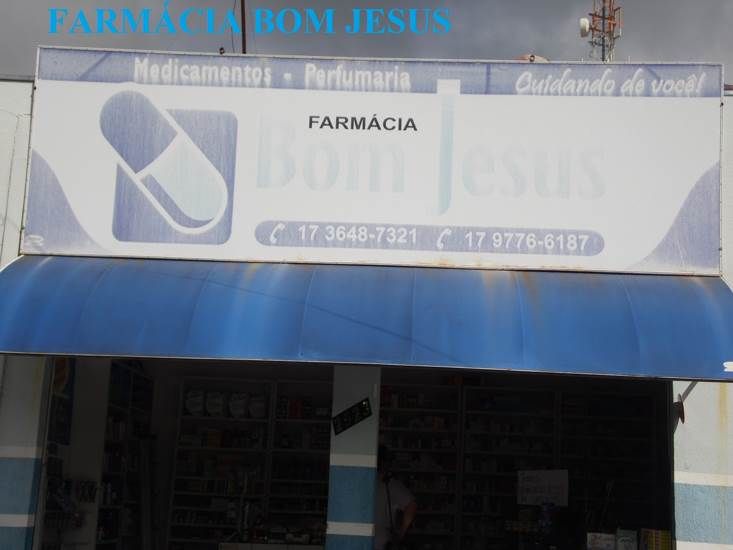 FARMÁCIA BOM JESUS
Medicamentos - Perfumaria
Cuidando de você!
FARMÁCIA
Bom Jesus
17 3648-7321 17 9776-6187